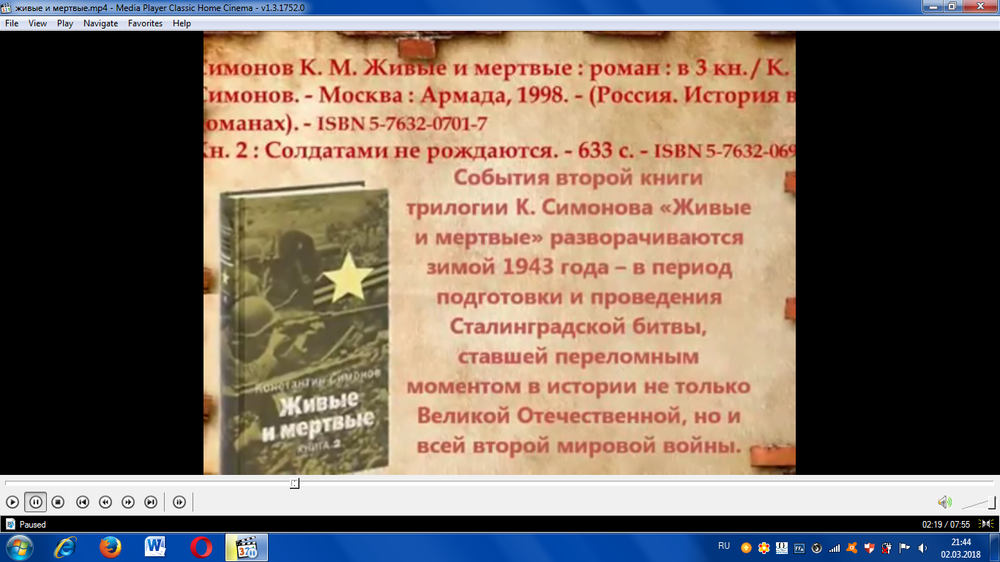 живые и мертвые.mp4 - Media Player Classic Home Cinema - v1.3.1752.0
File View Play Navigate Favorites Help
имонов К. М. Живые и мертвые : роман : в 3 кн. / К.
Симонов. - Москва : Армада, 1998. - (Россия. История в
оманах). - ISBN 5-7632-0701-7
Кн. 2 : Солдатами не рождаются. - 633 с. - ISBN 5-7632-069
События второй книги
трилогии К. Симонова «Живые
и мертвые» разворачиваются
зимой 1943 года – в период
подготовки и проведения
Сталинградской битвы,
ставшей переломным
моментом в истории не только
Великой Отечественной, но и
всей второй мировой войны.
Константин Симонов
Живые
и мертвые
КНИГА 2
Paused
02:19 / 07:55
RU
21:44
02.03.2018